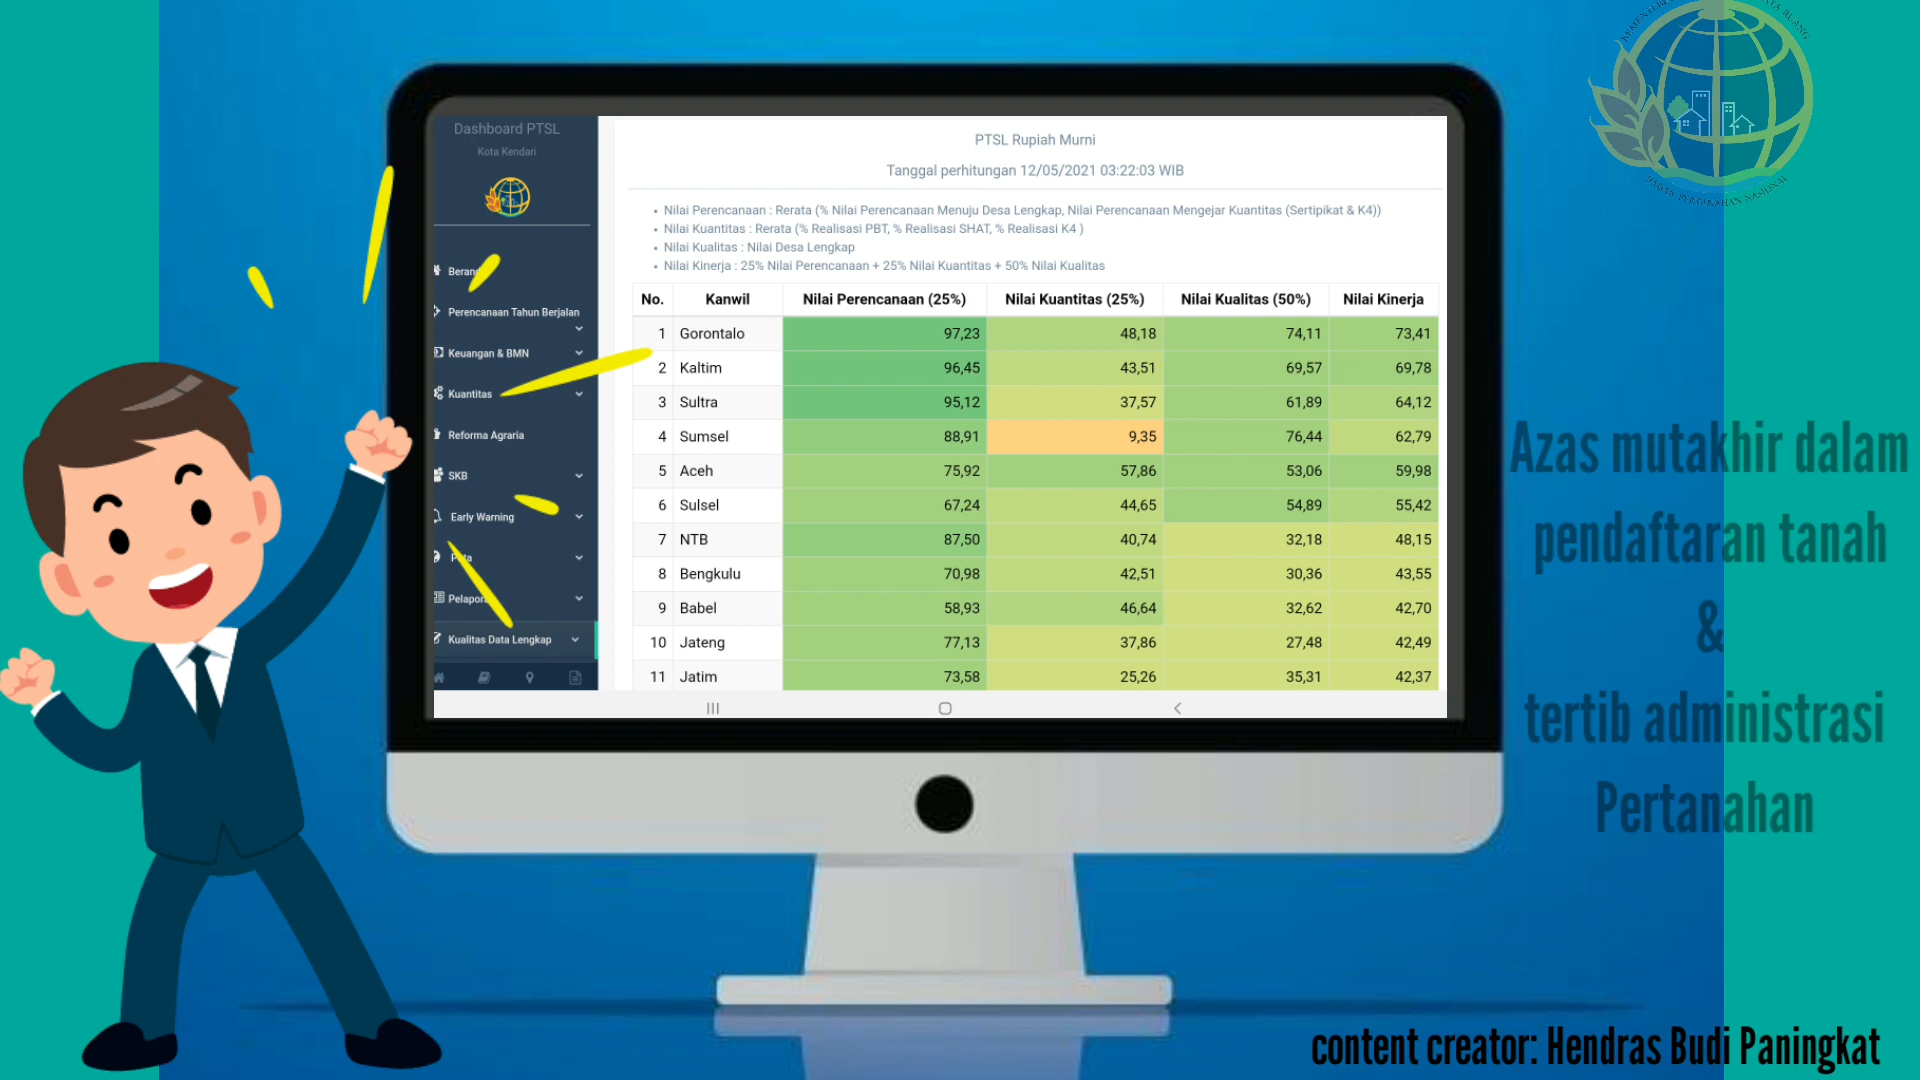 Dashboard PTSL
Kota Kendari
Perencanaan Tahun Berjalan
Keuangan & BMN
Kuantitas
Reforma Agraria
SKB
Early Warning
Kualitas Data Lengkap
PTSL Rupiah Murni
Tanggal perhitungan 12/05/2021 03:22:03 WIB
• Nilai Perencanaan : Rerata (% Nilai Perencanaan Menuju Desa Lengkap, Nilai Perencanaan Mengejar Kuantitas (Sertipikat & K4))
• Nilai Kuantitas : Rerata (% Realisasi PBT, % Realisasi SHAT, % Realisasi K4 )
• Nilai Kualitas : Nilai Desa Lengkap
• Nilai Kinerja : 25% Nilai Perencanaan + 25% Nilai Kuantitas + 50% Nilai Kualitas
No. Kanwil Nilai Perencanaan (25%) Nilai Kuantitas (25%) Nilai Kualitas (50%) Nilai Kinerja
1 Gorontalo 97,23 48,18 74,11 73,41
2 Kaltim 96,45 43,51 69,57 69,78
3 Sultra 95,12 37,57 61,89 64,12
4 Sumsel 88,91 9,35 76,44 62,79
5 Aceh 75,92 57,86 53,06 59,98
6 Sulsel 67,24 44,65 54,89 55,42
7 NTB 87,50 40,74 32,18 48,15
8 Bengkulu 70,98 42,51 30,36 43,55
9 Babel 58,93 46,64 32,62 42,70
10 Jateng 77,13 37,86 27,48 42,49
11 Jatim 73,58 25,26 35,31 42,37
BADAN PERTANAHAN NASIONAL
Azas mutakhir dalam
pendaftaran tanah
&
tertib administrasi
Pertanahan
content creator: Hendras Budi Paningkat